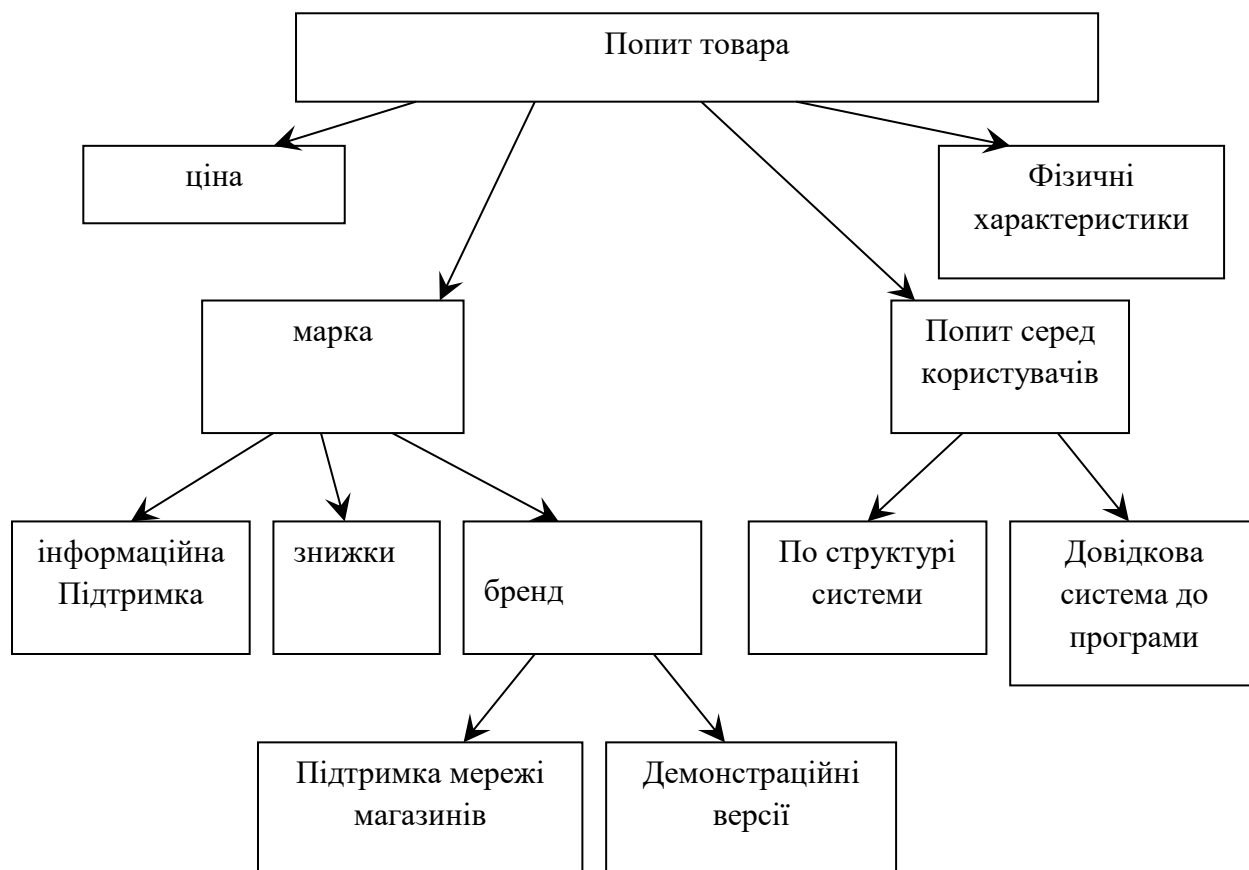 Попит товара
ціна
Фізичні
характеристики
марка
Попит серед
користувачів
інформаційна
Підтримка
знижки
бренд
По структурі
системи
Довідкова
система до
програми
Підтримка мережі
магазинів
Демонстраційні
версії